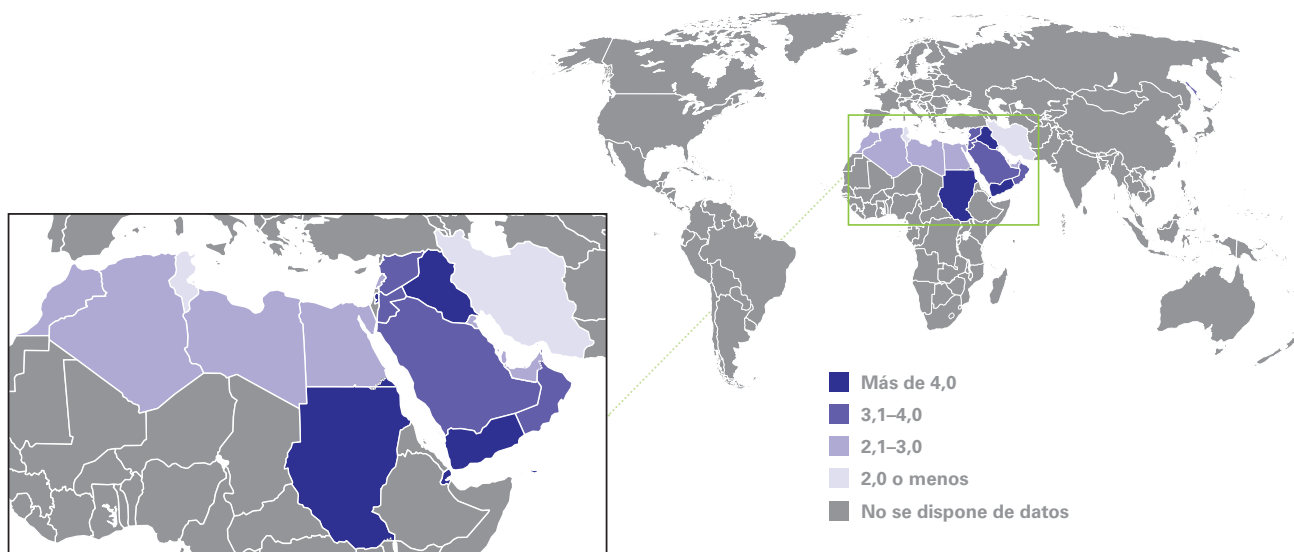 Más de 4,0
3,1–4,0
2,1–3,0
2,0 o menos
No se dispone de datos